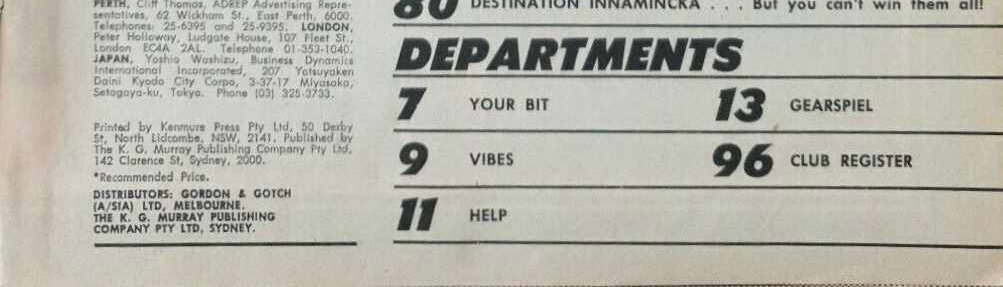 PERTH, Cliff Thomas, ADREP Advertising Repre-
sentatives, 62 Wickham St., East Perth, 6000.
Telephones: 25-6395 and 25-9395. LONDON,
Peter Holloway, Ludgate House, 107 Fleet St.,
London EC4A 2AL. Telephone 01-353-1040.
JAPAN, Yoshio Washizu, Business Dynamics
International Incorporated, 207 Yotsuyaken
Daini Kyodo City Corpo, 3-37-17 Miyasaka,
Setagaya-ku, Tokyo. Phone (03) 325-3733.
Printed by Kenmure Press Pty Ltd, 50 Derby
St, North Lidcombe, NSW, 2141. Published by
The K. G. Murray Publishing Company Pty Ltd,
142 Clarence St, Sydney, 2000.
*Recommended Price.
DISTRIBUTORS: GORDON & GOTCH
(A/SIA) LTD, MELBOURNE.
THE K. G. MURRAY PUBLISHING
COMPANY PTY LTD, SYDNEY.
80 DESTINATION INNAMINCKA . . . But you can't win them all!
DEPARTMENTS
7 YOUR BIT
9 VIBES
11 HELP
13 GEARSPIEL
96 CLUB REGISTER